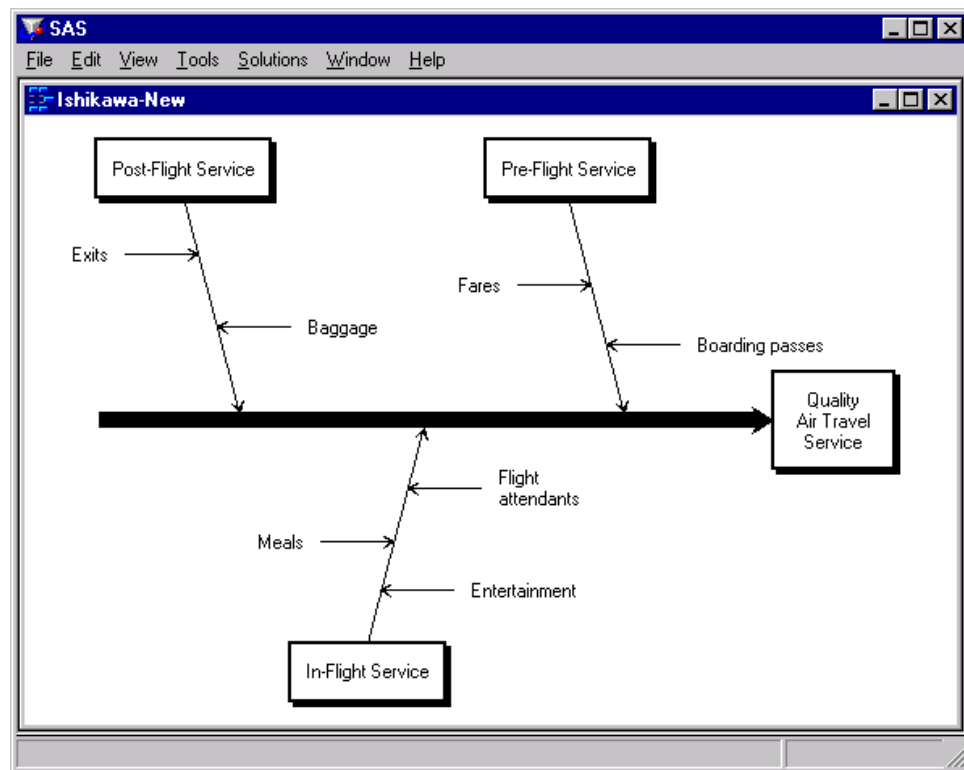 SAS
File Edit View Tools Solutions Window Help
Ishikawa-New
Post-Flight Service
Pre-Flight Service
Exits
Fares
Baggage
Boarding passes
Quality
Air Travel
Service
Flight
attendants
Meals
Entertainment
In-Flight Service